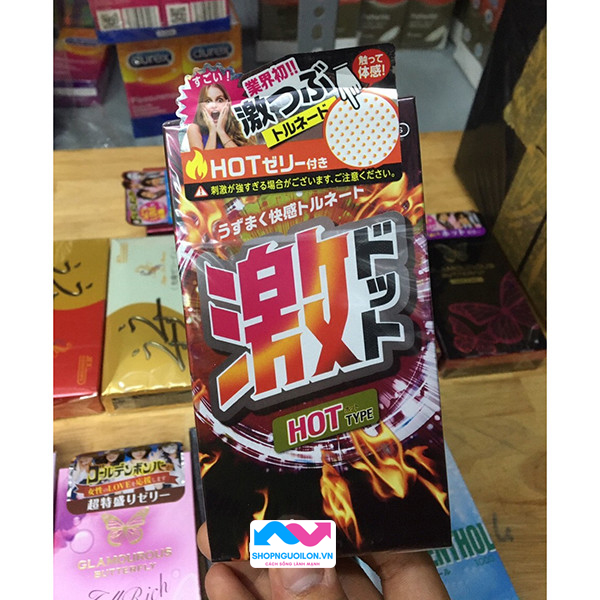 durex
durex
すごい!
業界初!!
激つぶ
トルネード
触って
体感!
HOTゼリー付き
刺激が強すぎる場合がございます、ご注意ください。
うずまく快感トルネード
激
ドット
HOT
TYPE
ゴールデンボンバー
女性のLOVEを応援します
超特盛りゼリー
GLAMOUROUS
BUTTERFLY
Rich
SHOPNGUOILON.VN
CÁCH SỐNG LÀNH MẠNH